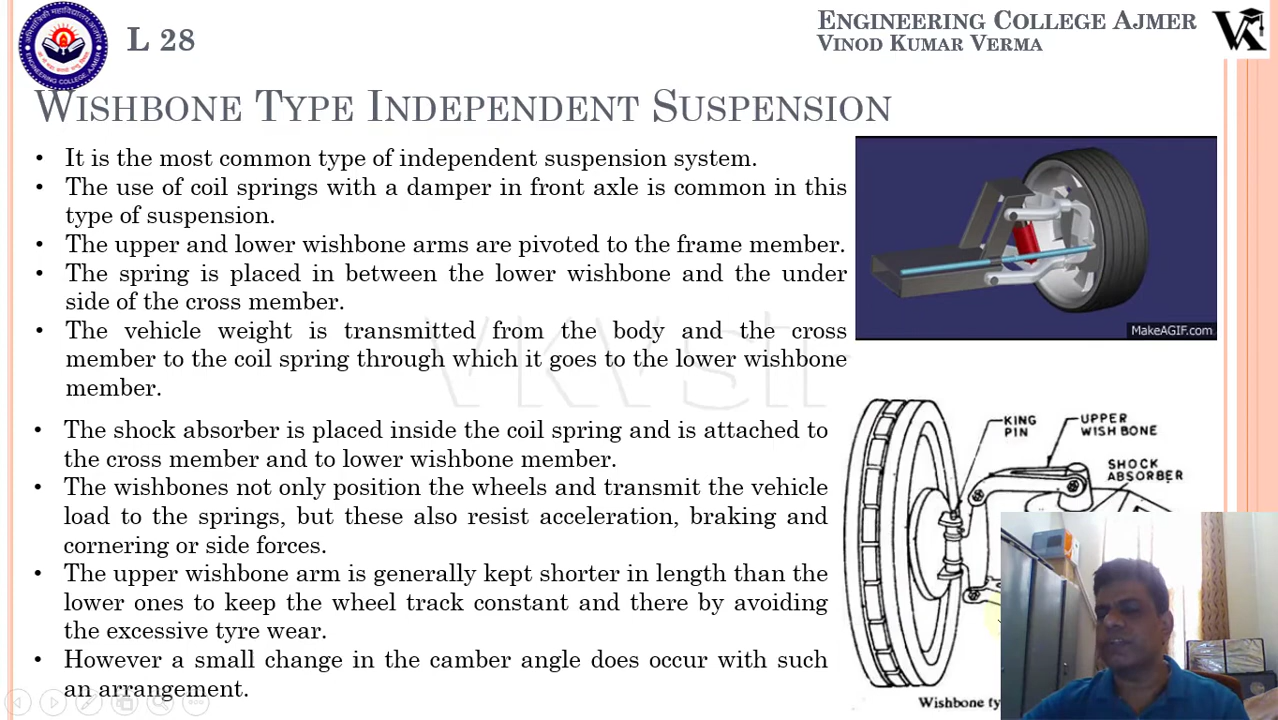 L 28
ENGINEERING COLLEGE AJMER
VINOD KUMAR VERMA
WISHBONE TYPE INDEPENDENT SUSPENSION
• It is the most common type of independent suspension system.
• The use of coil springs with a damper in front axle is common in this
type of suspension.
• The upper and lower wishbone arms are pivoted to the frame member.
• The spring is placed in between the lower wishbone and the under
side of the cross member.
• The vehicle weight is transmitted from the body and the cross
member to the coil spring through which it goes to the lower wishbone
member.
• The shock absorber is placed inside the coil spring and is attached to
the cross member and to lower wishbone member.
• The wishbones not only position the wheels and transmit the vehicle
load to the springs, but these also resist acceleration, braking and
cornering or side forces.
• The upper wishbone arm is generally kept shorter in length than the
lower ones to keep the wheel track constant and there by avoiding
the excessive tyre wear.
• However a small change in the camber angle does occur with such
an arrangement.
MakeAGIF.com
KING
PIN
UPPER
WISH BONE
SHOCK
ABSORBER
Wishbone